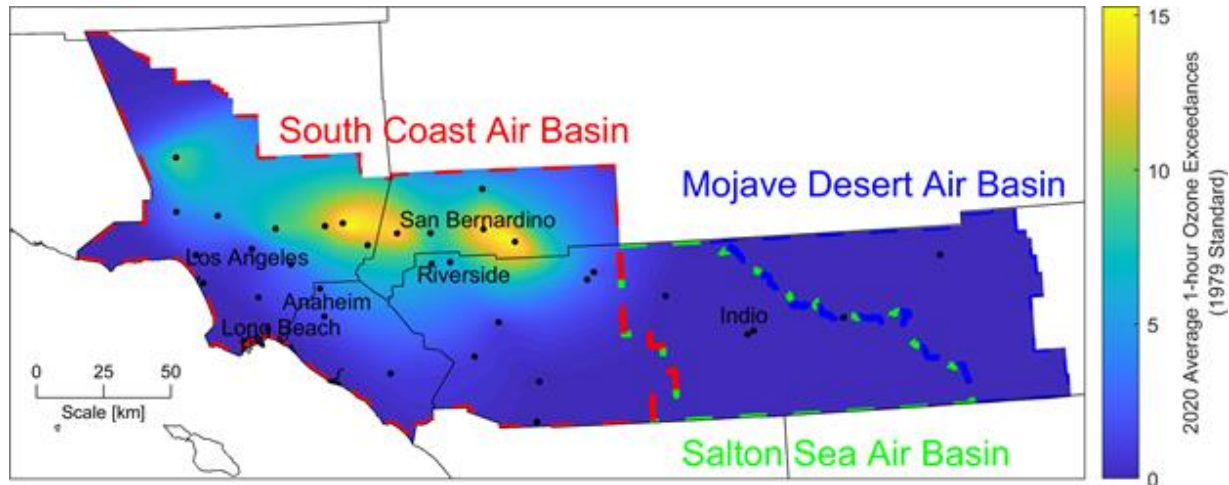 South Coast Air Basin
Mojave Desert Air Basin
San Bernardino
Los Angeles
Riverside
Anaheim
Long Beach
Indio
0 25 50
Scale [km]
Salton Sea Air Basin
15
10
5
0
2020 Average 1-hour Ozone Exceedances
(1979 Standard)